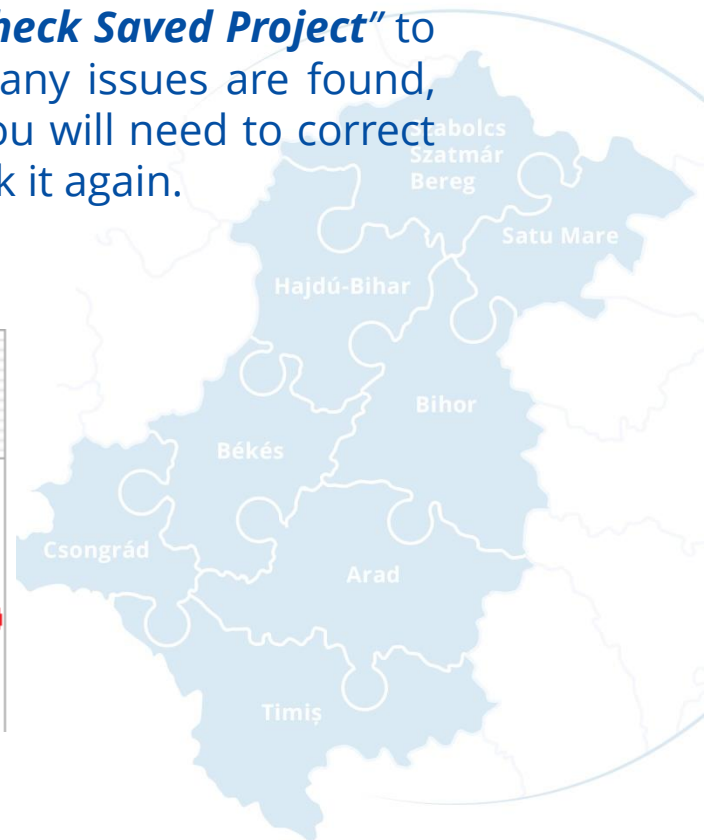 heck Saved Project" to
any issues are found,
ou will need to correct
k it again.
Szabolcs
Szatmár
Bereg
Satu Mare
Hajdú-Bihar
Bihor
Békés
Csongrád
Arad
Timiș